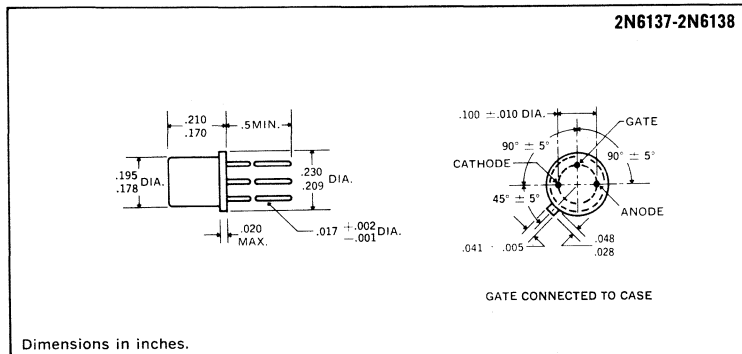 2N6137-2N6138
.210
.170
.5MIN.
.195
.178 DIA.
.230
.209 DIA.
.020
MAX.
.017 +.002
-.001 DIA.
.100 ±.010 DIA.
GATE
90° ± 5°
90° ± 5°
CATHODE
45° ± 5°
ANODE
.041 .005
.048
.028
GATE CONNECTED TO CASE
Dimensions in inches.